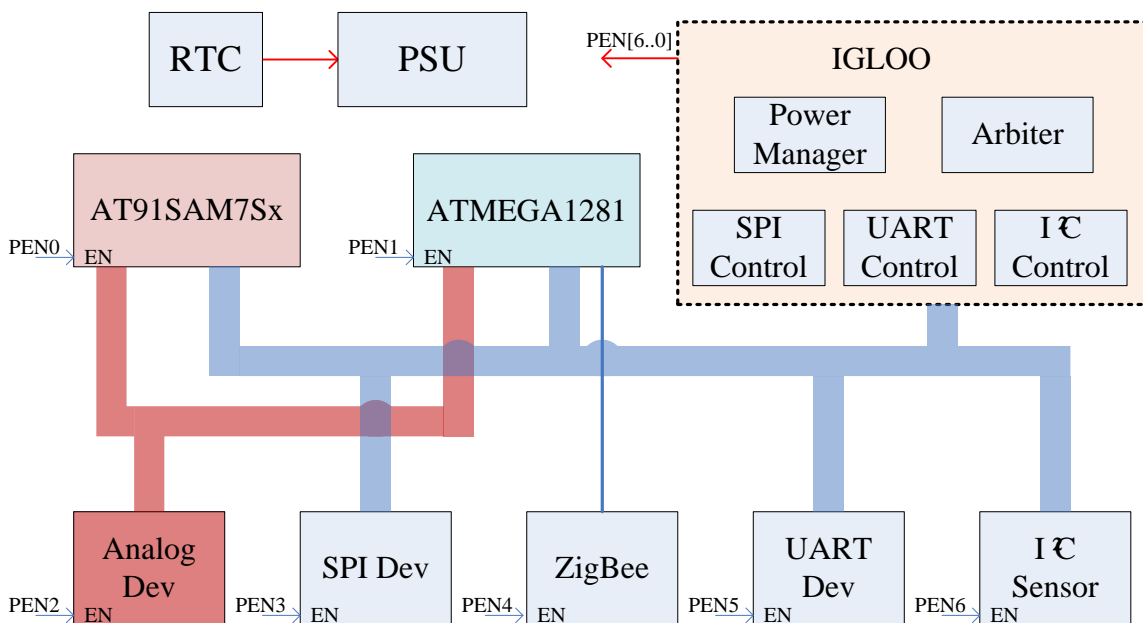 RTC
PSU
PEN[6..0]
IGLOO
Power
Manager
Arbiter
AT91SAM7Sx
ATMEGA1281
SPI
Control
UART
Control
I²C
Control
PEN0
EN
PEN1
EN
Analog
Dev
SPI Dev
ZigBee
UART
Dev
I²C
Sensor
PEN2
EN
PEN3
EN
PEN4
EN
PEN5
EN
PEN6
EN